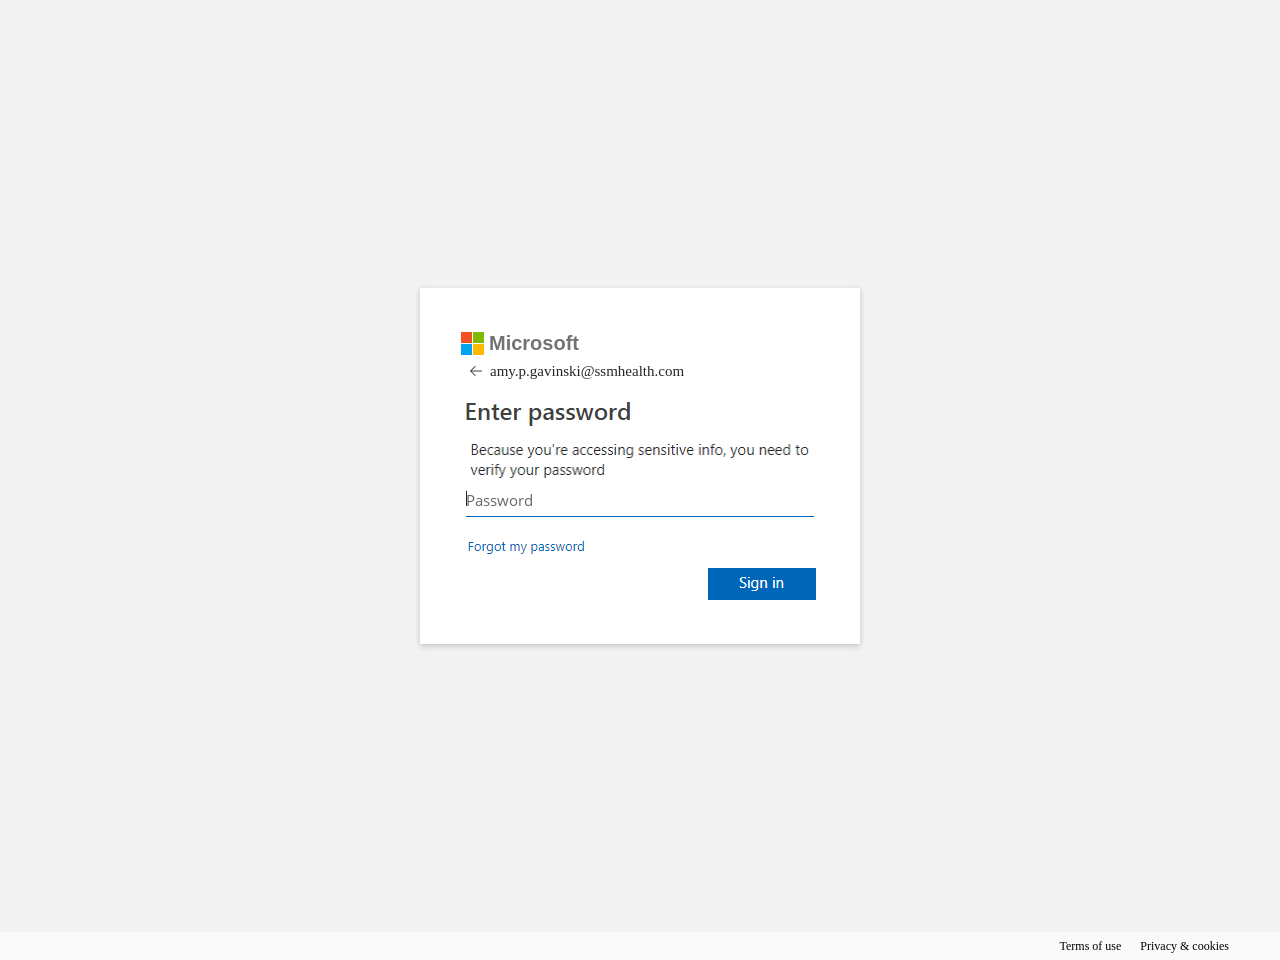 Microsoft
amy.p.gavinski@ssmhealth.com
Enter password
Because you're accessing sensitive info, you need to
verify your password
Password
Forgot my password
Sign in
Terms of use Privacy & cookies